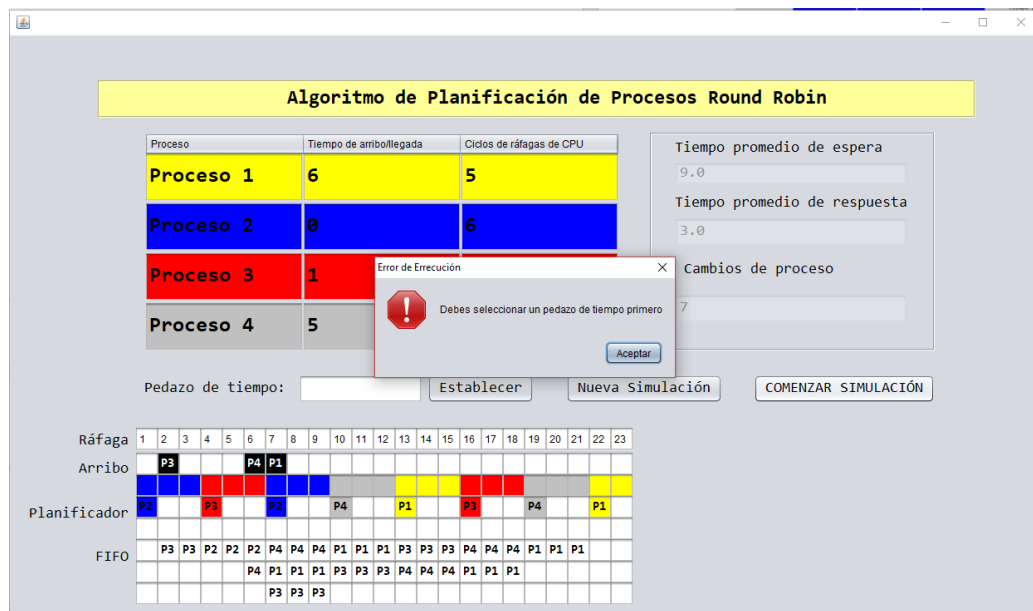 Algoritmo de Planificación de Procesos Round Robin
Proceso Tiempo de arribo/llegada Ciclos de ráfagas de CPU
Proceso 1 6 5
Proceso 2 0 6
Proceso 3 1
Proceso 4 5
Tiempo promedio de espera
9.0
Tiempo promedio de respuesta
3.0
Cambios de proceso
7
Error de Errecución
Debes seleccionar un pedazo de tiempo primero
Aceptar
Pedazo de tiempo: Establecer Nueva Simulación COMENZAR SIMULACIÓN
Ráfaga 1 2 3 4 5 6 7 8 9 10 11 12 13 14 15 16 17 18 19 20 21 22 23
Arribo P3 P4 P1
Planificador P2 P3 P2 P4 P1 P3 P4 P1
FIFO P3 P3 P2 P2 P2 P4 P4 P4 P1 P1 P1 P3 P3 P3 P4 P4 P4 P1 P1 P1
P4 P1 P1 P1 P3 P3 P3 P4 P4 P4 P1 P1 P1
P3 P3 P3